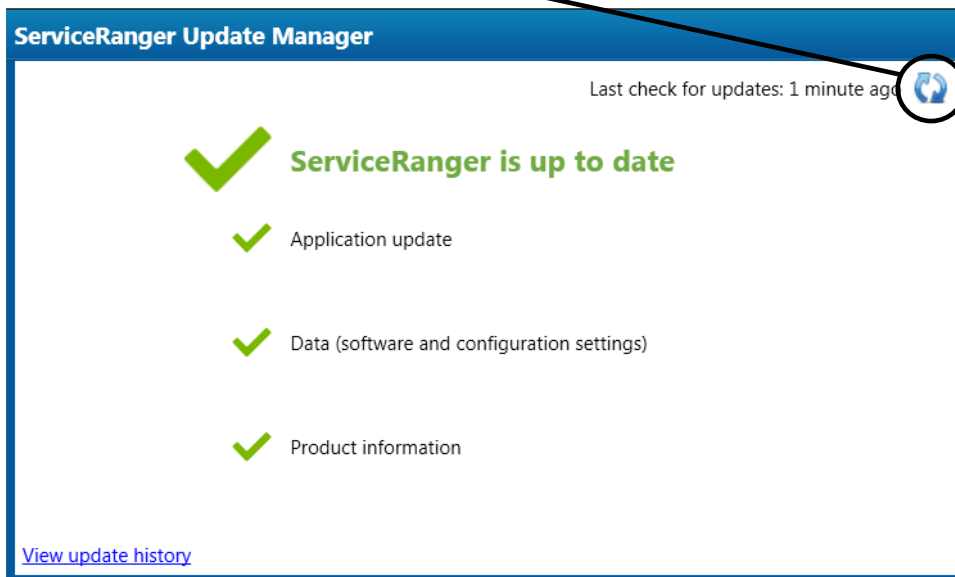 ServiceRanger Update Manager
Last check for updates: 1 minute ago
ServiceRanger is up to date
Application update
Data (software and configuration settings)
Product information
View update history